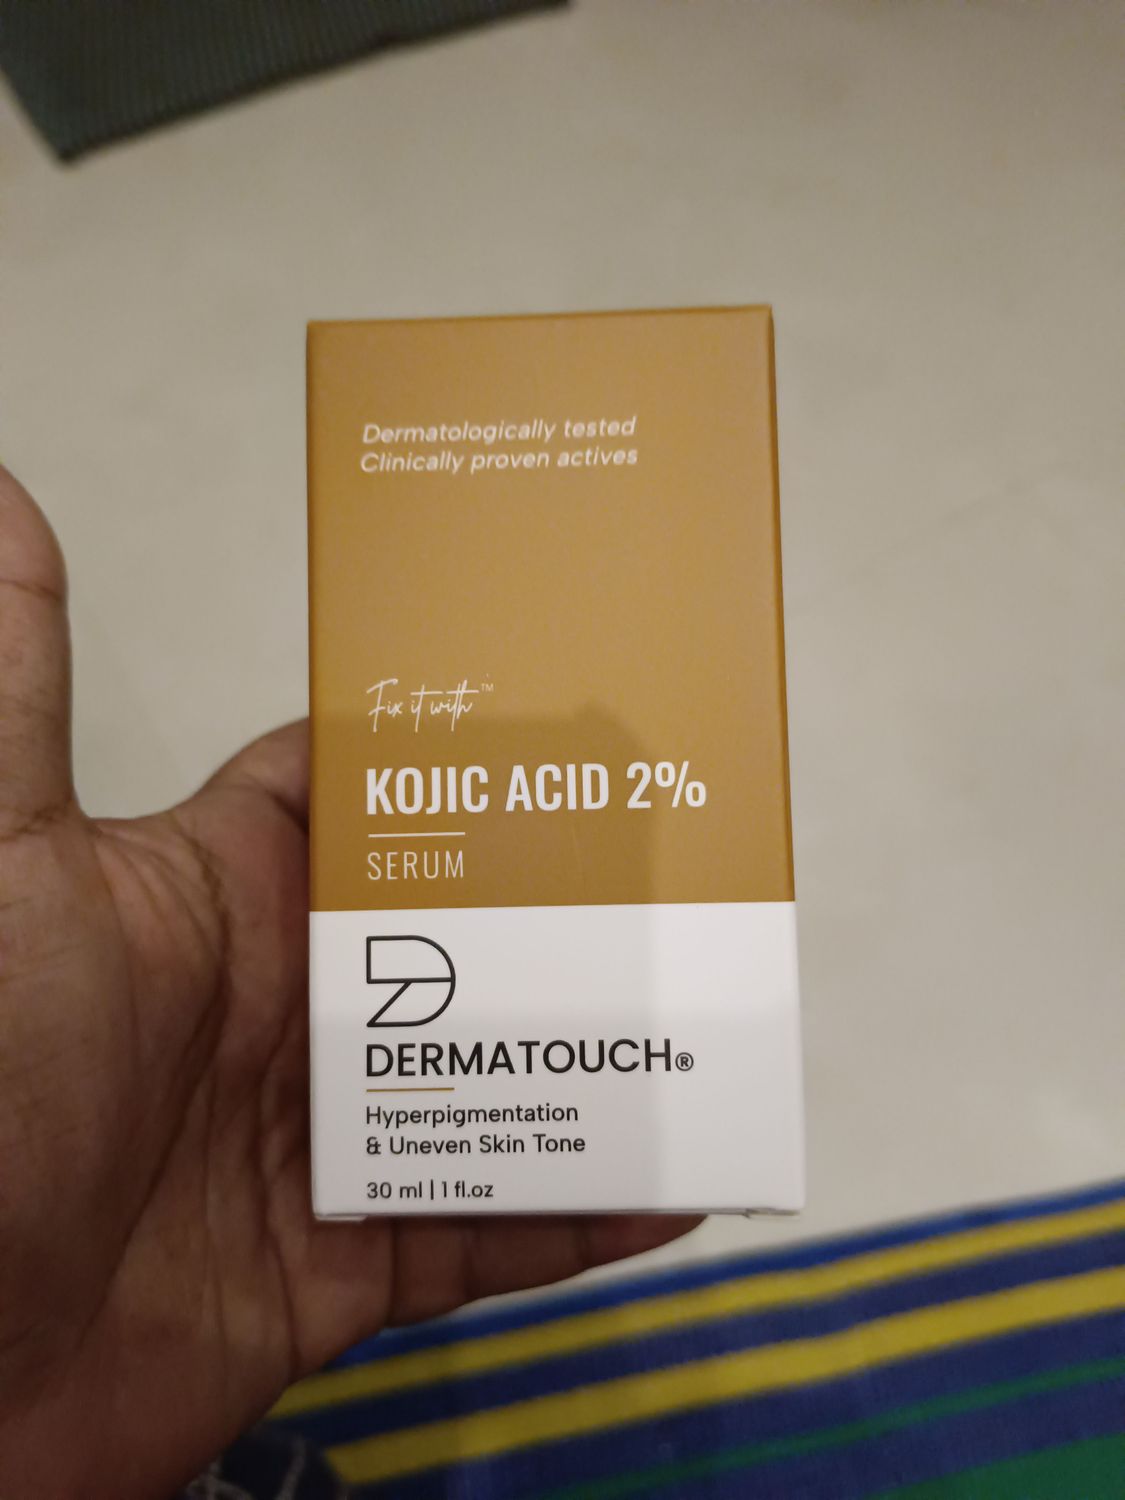 Dermatologically tested
Clinically proven actives
Fix it with™
KOJIC ACID 2%
SERUM
DERMATOUCH®
Hyperpigmentation
& Uneven Skin Tone
30 ml | 1 fl.oz